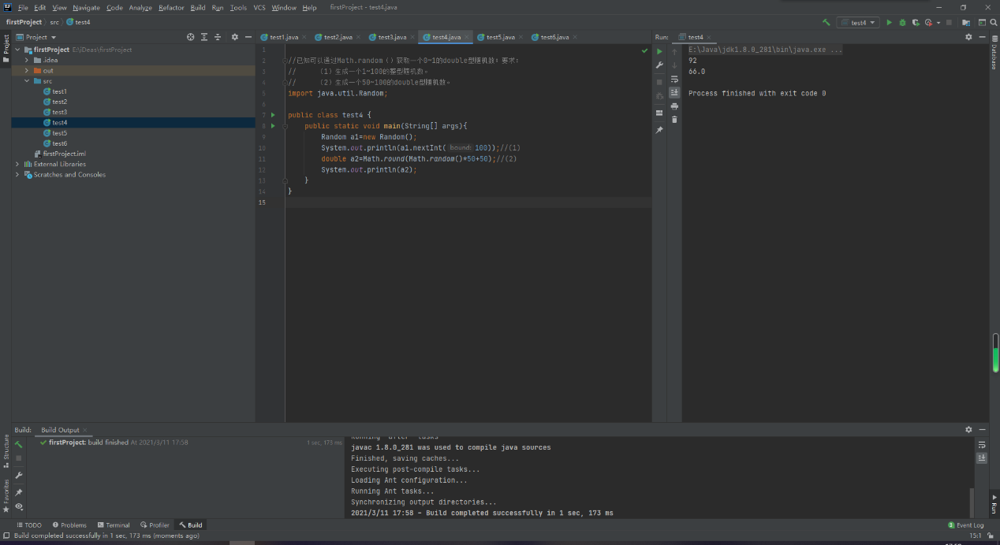 File Edit View Navigate Code Analyze Refactor Build Run Tools VCS Window Help firstProject - test4.java
firstProject src test4
test4
Project
test1.java test2.java test3.java test4.java test5.java test6.java
Run: test4
firstProject E:\jDeas\firstProject
.idea
out
src
test1
test2
test3
test4
test5
test6
firstProject.iml
External Libraries
Scratches and Consoles
1
2 //已知可以通过Math.random（）获取一个0~1的double型随机数。要求：
3 // （1）生成一个1~100的整型随机数。
4 // （2）生成一个50~100的double型随机数。
5 import java.util.Random;
6
7 public class test4 {
8 public static void main(String[] args){
9 Random a1=new Random();
10 System.out.println(a1.nextInt( bound: 100));//(1)
11 double a2=Math.round(Math.random()*50+50);//(2)
12 System.out.println(a2);
13 }
14 }
15
E:\Java\jdk1.8.0_281\bin\java.exe ...
92
66.0
Process finished with exit code 0
Project
Structure
Favorites
Database
Run
Build: Build Output
firstProject: build finished At 2021/3/11 17:58 1 sec, 173 ms
Running 'after' tasks
javac 1.8.0_281 was used to compile java sources
Finished, saving caches...
Executing post-compile tasks...
Loading Ant configuration...
Running Ant tasks...
Synchronizing output directories...
2021/3/11 17:58 - Build completed successfully in 1 sec, 173 ms
TODO Problems Terminal Profiler Build
3 Event Log
Build completed successfully in 1 sec, 173 ms (moments ago)
15:1